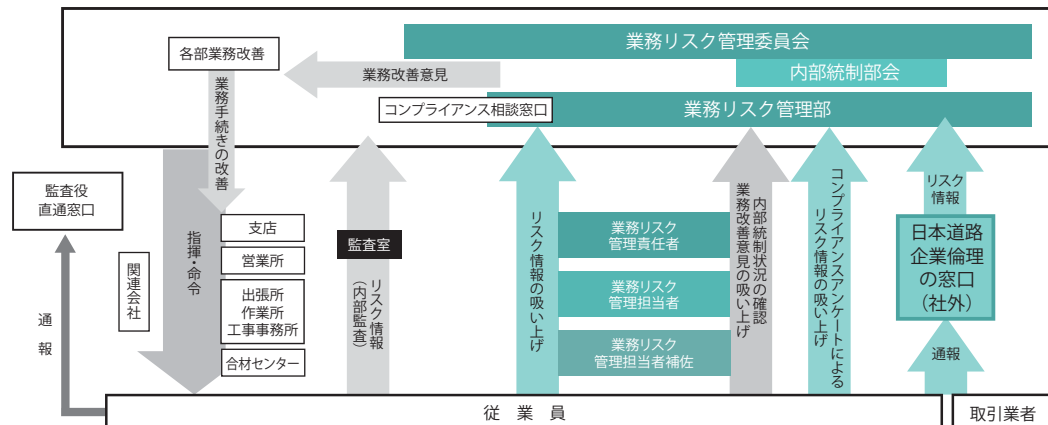 業務リスク管理委員会
各部業務改善
業務改善意見
内部統制部会
コンプライアンス相談窓口
業務リスク管理部
業務手続きの改善
監査役
直通窓口
通報
関連会社
指揮・命令
支店
営業所
出張所
作業所
工事事務所
合材センター
監査室
リスク情報
（内部監査）
リスク情報の吸い上げ
業務リスク
管理責任者
業務リスク
管理担当者
業務リスク
管理担当者補佐
内部統制状況の確認
業務改善意見の吸い上げ
コンプライアンスアンケートによる
リスク情報の吸い上げ
リスク
情報
日本道路
企業倫理
の窓口
（社外）
通報
従業員
取引業者